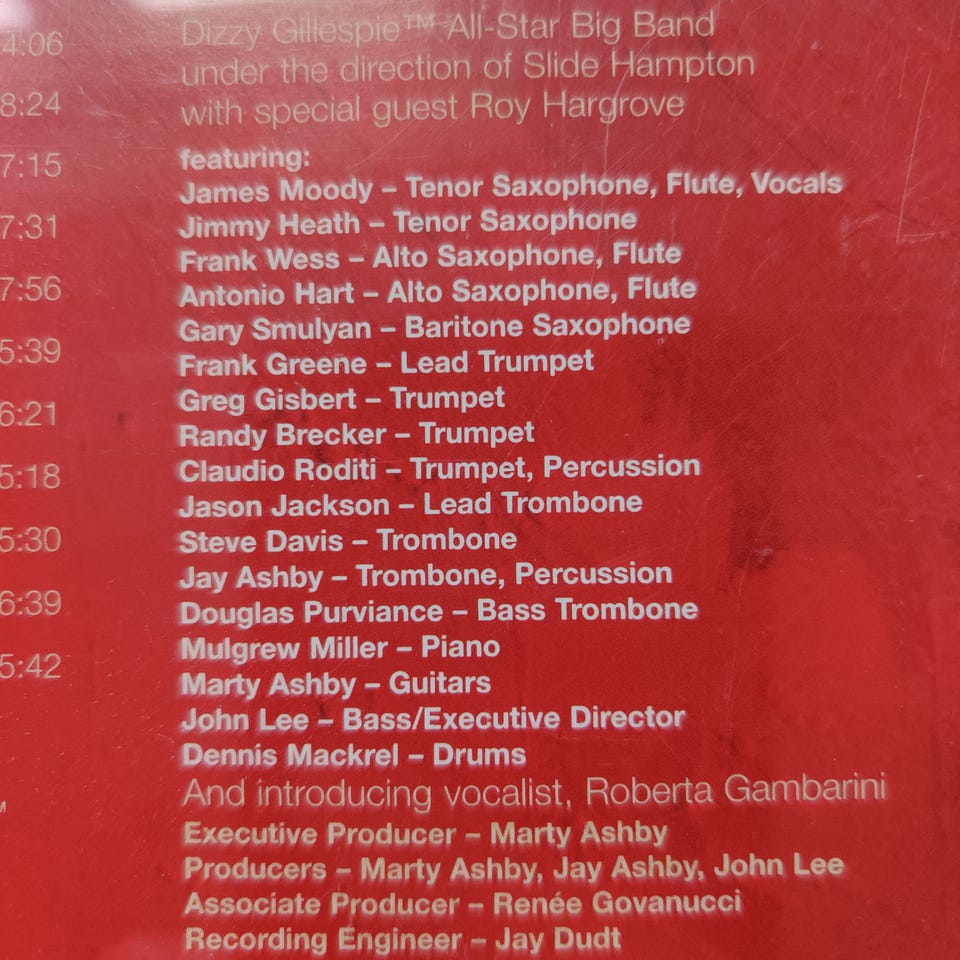 4:06
8:24
7:15
7:31
7:56
5:39
6:21
5:18
5:30
6:39
5:42
Dizzy Gillespie™ All-Star Big Band
under the direction of Slide Hampton
with special guest Roy Hargrove
featuring:
James Moody – Tenor Saxophone, Flute, Vocals
Jimmy Heath – Tenor Saxophone
Frank Wess – Alto Saxophone, Flute
Antonio Hart – Alto Saxophone, Flute
Gary Smulyan – Baritone Saxophone
Frank Greene – Lead Trumpet
Greg Gisbert – Trumpet
Randy Brecker – Trumpet
Claudio Roditi – Trumpet, Percussion
Jason Jackson – Lead Trombone
Steve Davis – Trombone
Jay Ashby – Trombone, Percussion
Douglas Purviance – Bass Trombone
Mulgrew Miller – Piano
Marty Ashby – Guitars
John Lee – Bass/Executive Director
Dennis Mackrel – Drums
And introducing vocalist, Roberta Gambarini
Executive Producer – Marty Ashby
Producers – Marty Ashby, Jay Ashby, John Lee
Associate Producer – Renée Govanucci
Recording Engineer – Jay Dudt